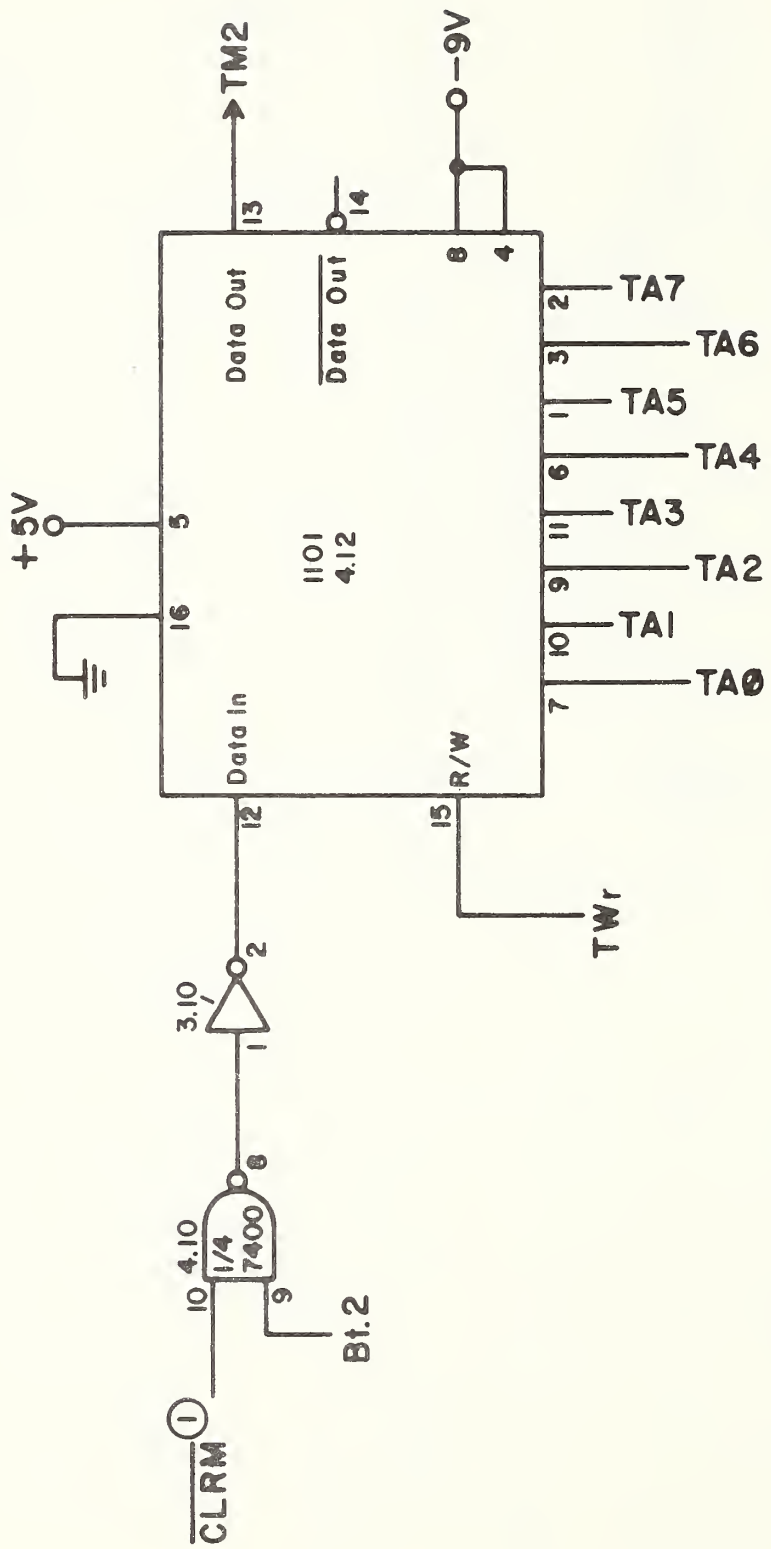 CLRM
1
Bt.2
10
9
4.10
1/4
7400
8
1
3.10
2
12
Data In
15
R/W
TWr
16
+5V
5
1101
4.12
Data Out
13
TM2
Data Out
14
8
4
-9V
7
10
9
11
6
1
3
2
TAØ
TA1
TA2
TA3
TA4
TA5
TA6
TA7